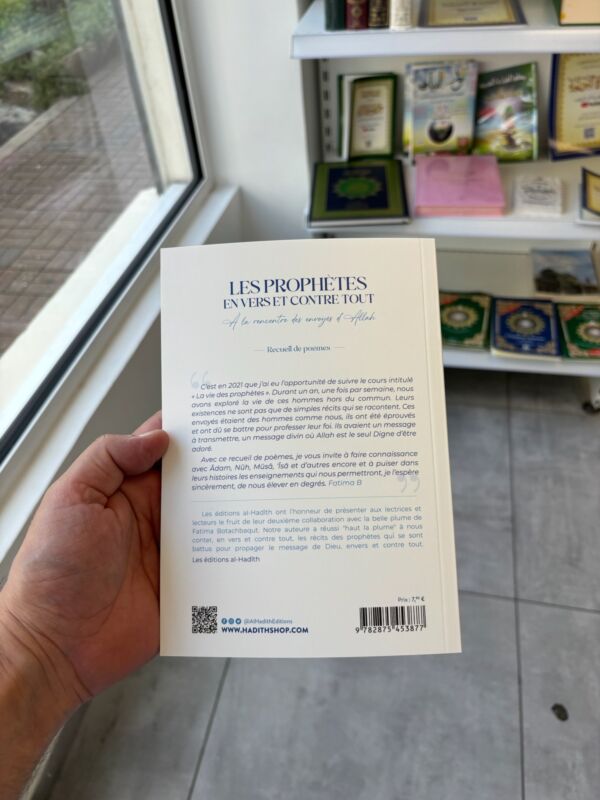 LES PROPHÈTES
EN VERS ET CONTRE TOUT
A la rencontre des envoyés d'Allah
Recueil de poèmes
C'est en 2021 que j'ai eu l'opportunité de suivre le cours intitulé
« La vie des prophètes ». Durant un an, une fois par semaine, nous
avons exploré la vie de ces hommes hors du commun. Leurs
existences ne sont pas que de simples récits qui se racontent. Ces
envoyés étaient des hommes comme nous, ils ont été éprouvés
et ont dû se battre pour professer leur foi. Ils avaient un message
à transmettre, un message divin où Allah est le seul Digne d'être
adoré.
Avec ce recueil de poèmes, je vous invite à faire connaissance
avec Âdam, Nûh, Mûsâ, Îsâ et d'autres encore et à puiser dans
leurs histoires les enseignements qui nous permettront, je l'espère
sincèrement, de nous élever en degrés. Fatima B
Les éditions al-Hadîth ont l'honneur de présenter aux lectrices et
lecteurs le fruit de leur deuxième collaboration avec la belle plume de
Fatima Botachbaqut. Notre auteure a réussi "haut la plume" à nous
conter, en vers et contre tout, les récits des prophètes qui se sont
battus pour propager le message de Dieu, envers et contre tout.
Les éditions al-Hadîth
Prix : 7,00 €
@AlHadithEditions
WWW.HADITHSHOP.COM
9 782875 453877